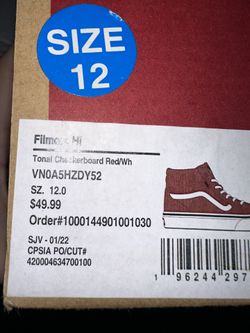 SIZE
12
Filmore Hi
Tonal Checkerboard Red/Wh
VN0A5HZDY52
SZ. 12.0
$49.99
Order#1000144901001030
SJV - 01/22
CPSIA PO/CUT#
420004634700100
1 96244 297